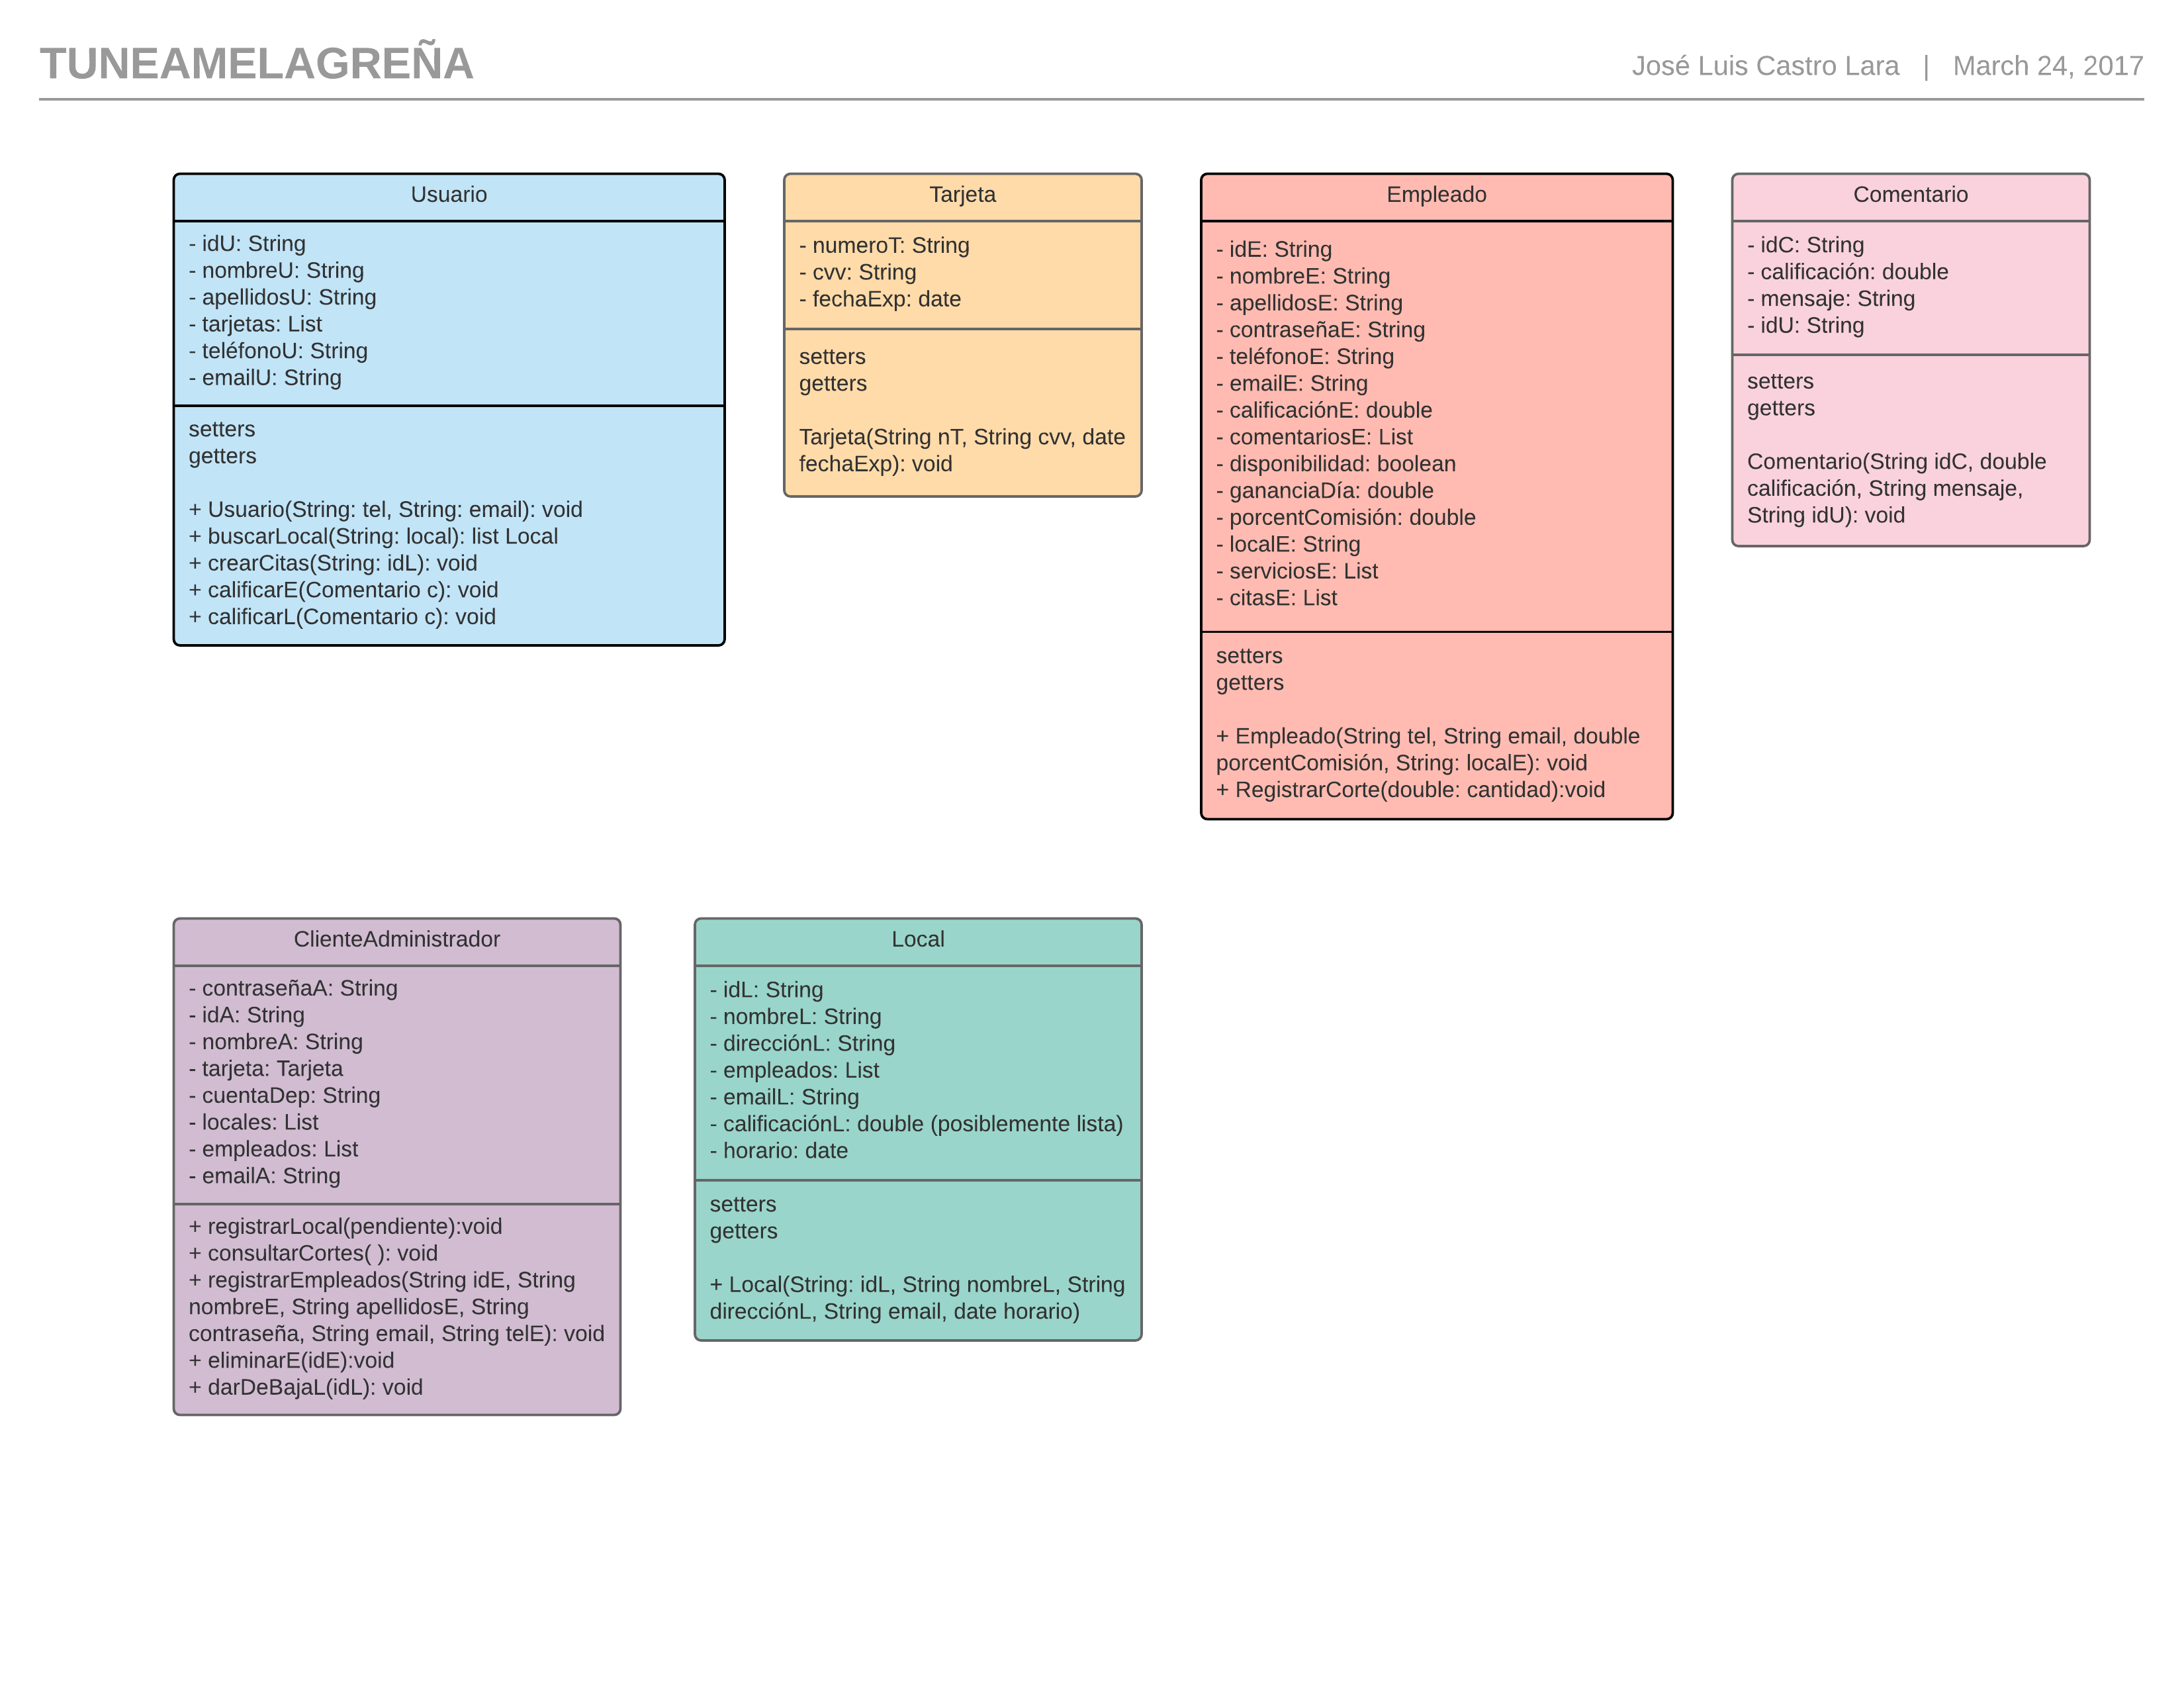 TUNEAMELAGREÑA
José Luis Castro Lara | March 24, 2017
Usuario
- idU: String
- nombreU: String
- apellidosU: String
- tarjetas: List
- teléfonoU: String
- emailU: String
setters
getters
+ Usuario(String: tel, String: email): void
+ buscarLocal(String: local): list Local
+ crearCitas(String: idL): void
+ calificarE(Comentario c): void
+ calificarL(Comentario c): void
Tarjeta
- numeroT: String
- cvv: String
- fechaExp: date
setters
getters
Tarjeta(String nT, String cvv, date
fechaExp): void
Empleado
- idE: String
- nombreE: String
- apellidosE: String
- contraseñaE: String
- teléfonoE: String
- emailE: String
- calificaciónE: double
- comentariosE: List
- disponibilidad: boolean
- gananciaDía: double
- porcentComisión: double
- localE: String
- serviciosE: List
- citasE: List
setters
getters
+ Empleado(String tel, String email, double
porcentComisión, String: localE): void
+ RegistrarCorte(double: cantidad):void
Comentario
- idC: String
- calificación: double
- mensaje: String
- idU: String
setters
getters
Comentario(String idC, double
calificación, String mensaje,
String idU): void
ClienteAdministrador
- contraseñaA: String
- idA: String
- nombreA: String
- tarjeta: Tarjeta
- cuentaDep: String
- locales: List
- empleados: List
- emailA: String
+ registrarLocal(pendiente):void
+ consultarCortes( ): void
+ registrarEmpleados(String idE, String
nombreE, String apellidosE, String
contraseña, String email, String telE): void
+ eliminarE(idE):void
+ darDeBajaL(idL): void
Local
- idL: String
- nombreL: String
- direcciónL: String
- empleados: List
- emailL: String
- calificaciónL: double (posiblemente lista)
- horario: date
setters
getters
+ Local(String: idL, String nombreL, String
direcciónL, String email, date horario)